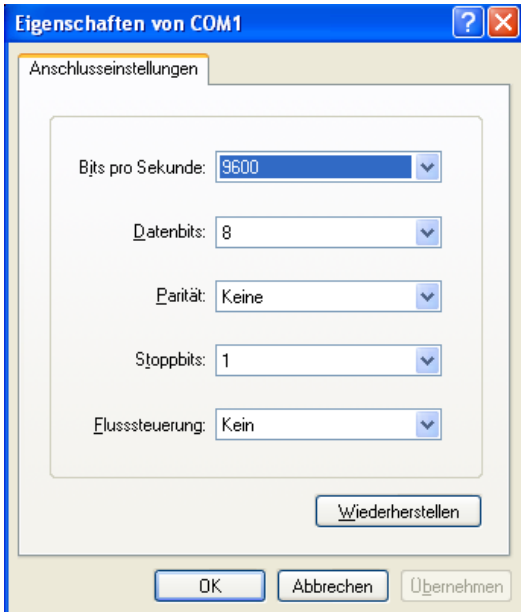 Eigenschaften von COM1
Anschlusseinstellungen
Bits pro Sekunde: 9600
Datenbits: 8
Parität: Keine
Stoppbits: 1
Flusssteuerung: Kein
Wiederherstellen
OK Abbrechen Übernehmen